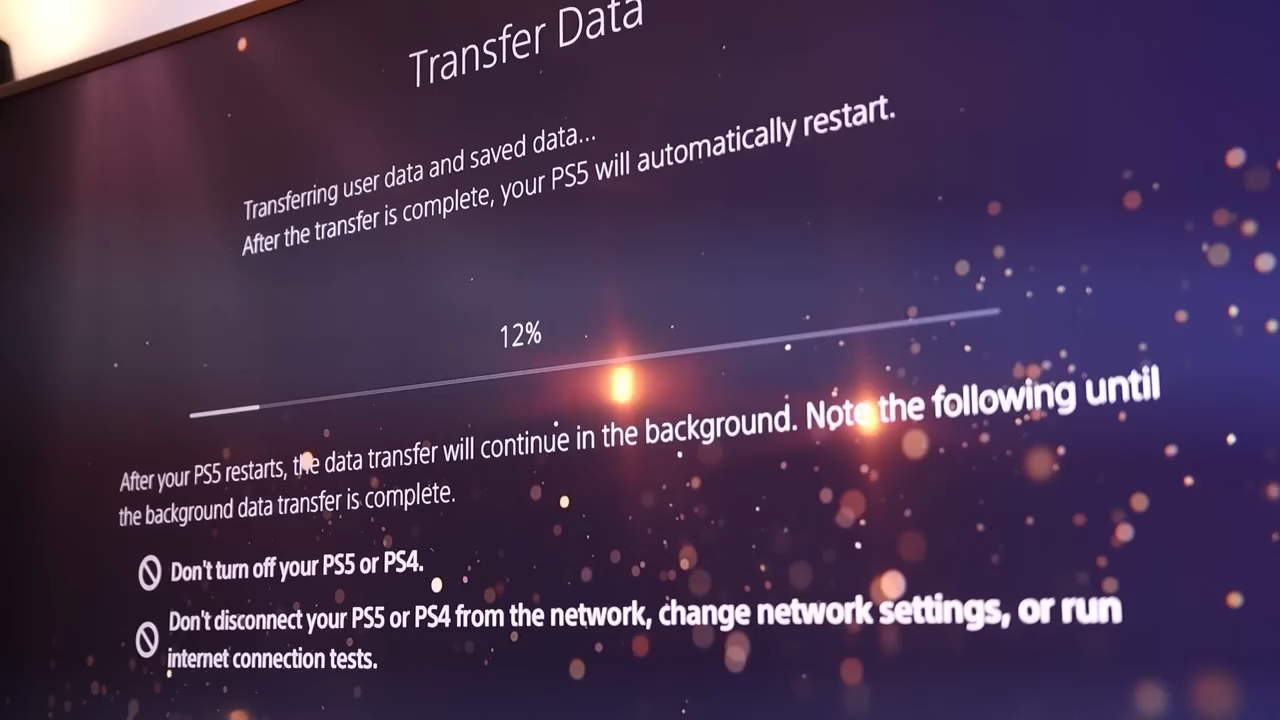 Transfer Data
Transferring user data and saved data...
After the transfer is complete, your PS5 will automatically restart.
12%
After your PS5 restarts, the data transfer will continue in the background. Note the following until
the background data transfer is complete.
Don't turn off your PS5 or PS4.
Don't disconnect your PS5 or PS4 from the network, change network settings, or run
internet connection tests.